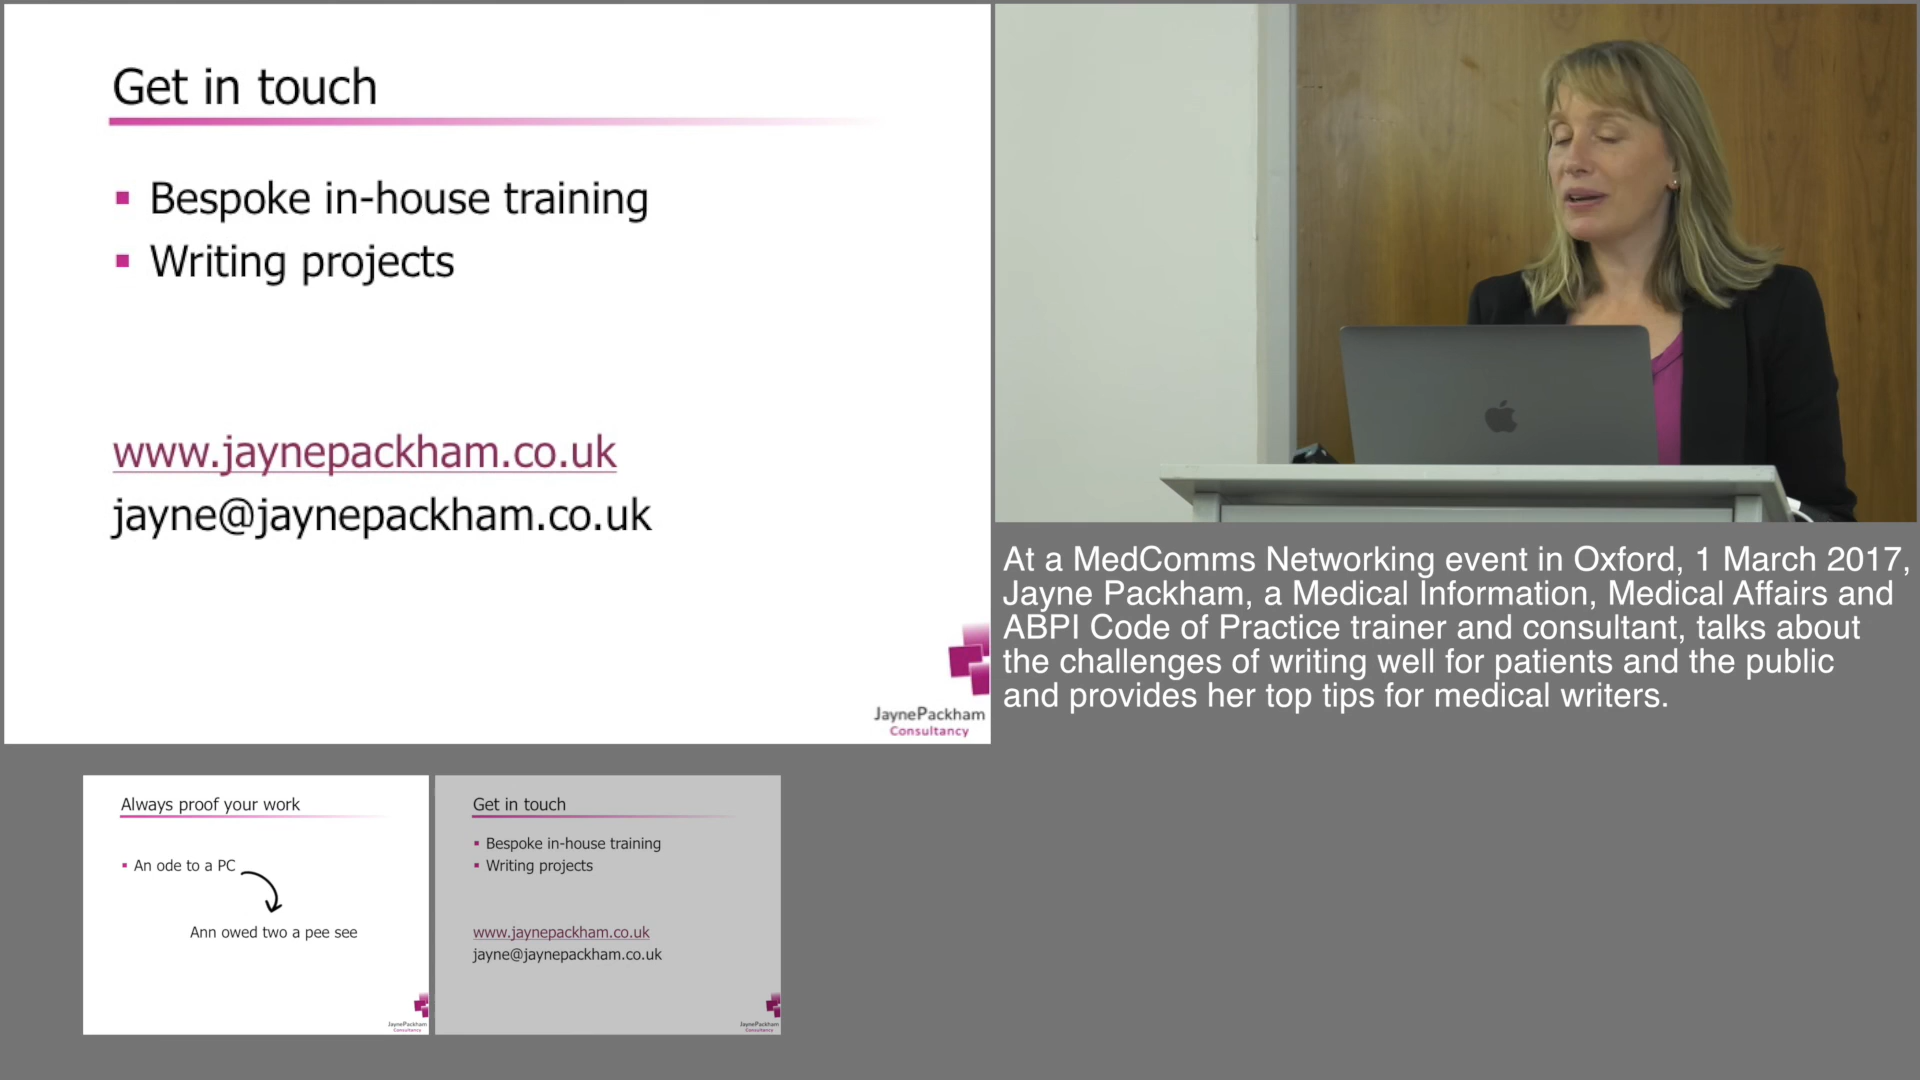 Get in touch
Bespoke in-house training
Writing projects
www.jaynepackham.co.uk
jayne@jaynepackham.co.uk
JaynePackham
Consultancy
At a MedComms Networking event in Oxford, 1 March 2017,
Jayne Packham, a Medical Information, Medical Affairs and
ABPI Code of Practice trainer and consultant, talks about
the challenges of writing well for patients and the public
and provides her top tips for medical writers.
Always proof your work
An ode to a PC
Ann owed two a pee see
JaynePackham
Consultancy
Get in touch
Bespoke in-house training
Writing projects
www.jaynepackham.co.uk
jayne@jaynepackham.co.uk
JaynePackham
Consultancy